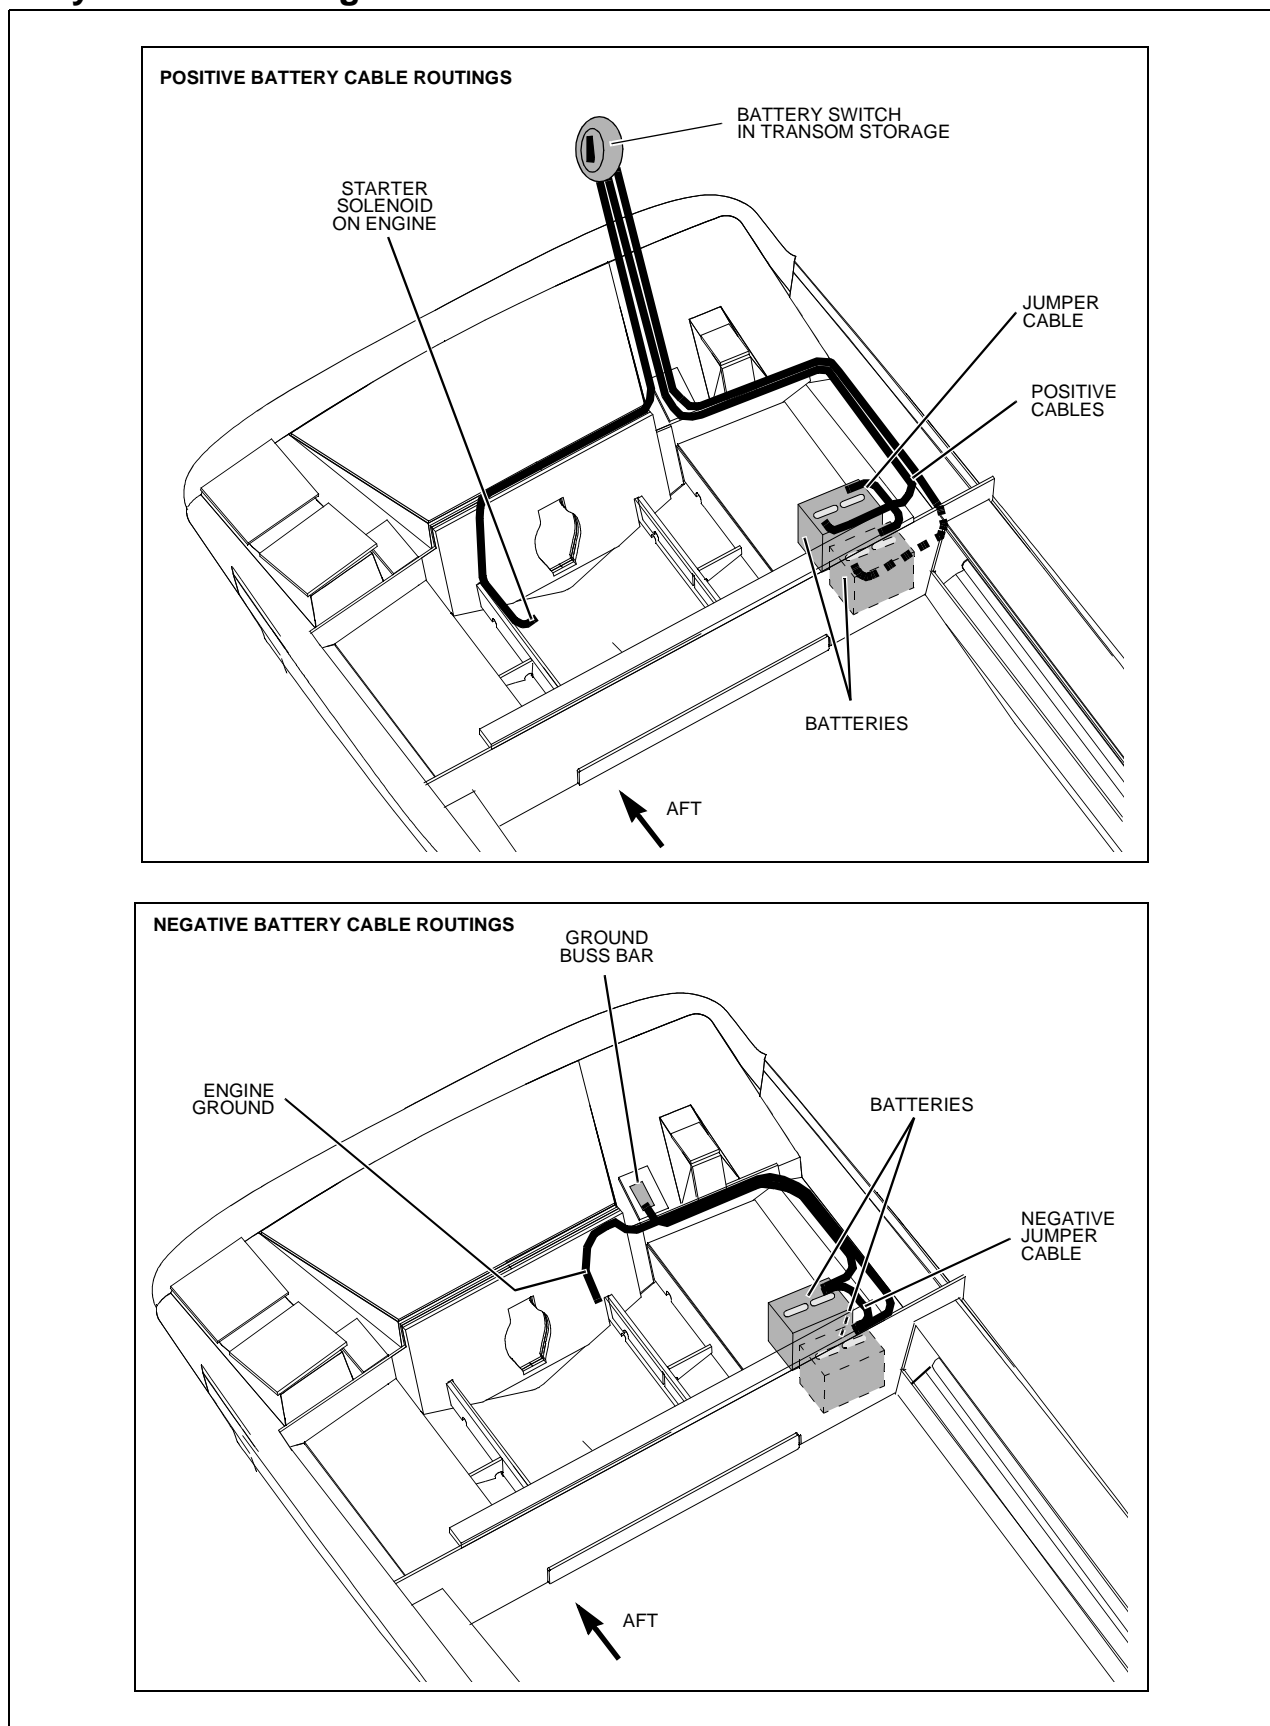 POSITIVE BATTERY CABLE ROUTINGS
BATTERY SWITCH
IN TRANSOM STORAGE
STARTER
SOLENOID
ON ENGINE
JUMPER
CABLE
POSITIVE
CABLES
BATTERIES
AFT
NEGATIVE BATTERY CABLE ROUTINGS
GROUND
BUSS BAR
ENGINE
GROUND
BATTERIES
NEGATIVE
JUMPER
CABLE
AFT